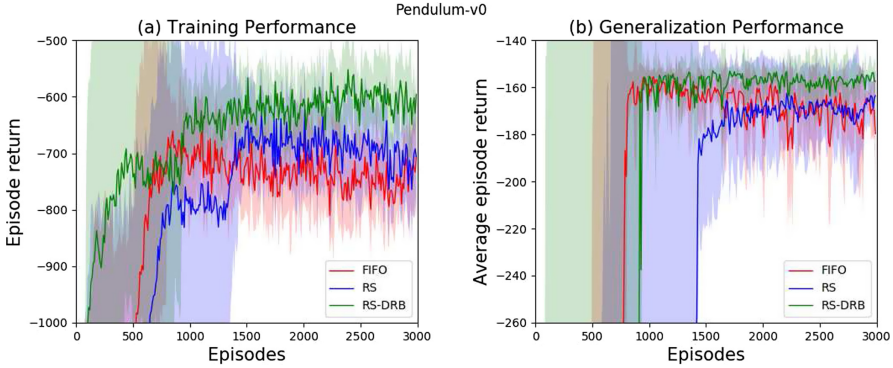 Pendulum-v0
(a) Training Performance
Episode return
−500
−600
−700
−800
−900
−1000
0
500
1000
1500
2000
2500
3000
Episodes
FIFO
RS
RS-DRB
(b) Generalization Performance
Average episode return
−140
−160
−180
−200
−220
−240
−260
0
500
1000
1500
2000
2500
3000
Episodes
FIFO
RS
RS-DRB